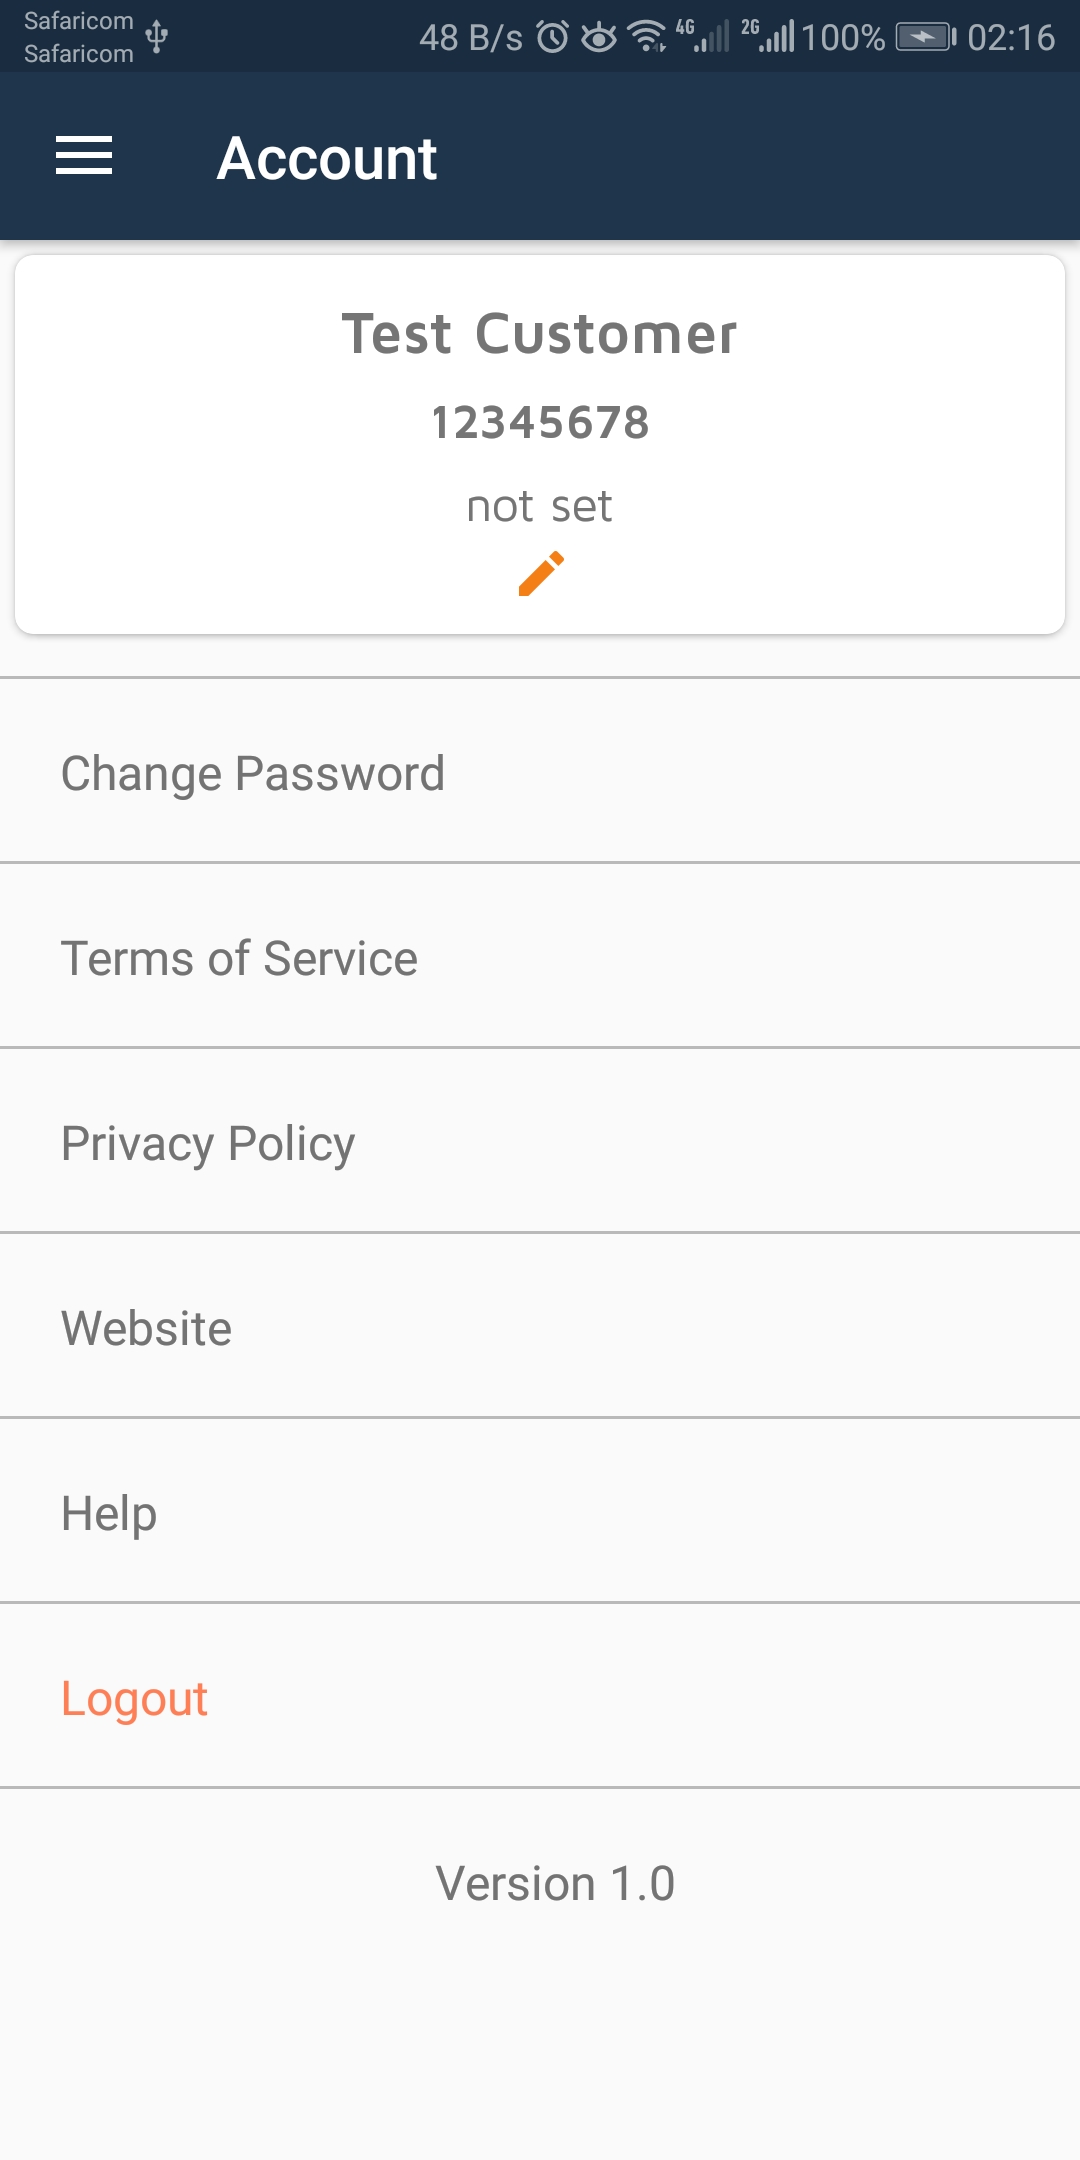 Safaricom
Safaricom
48 B/s 4G 2G 100% 02:16
Account
Test Customer
12345678
not set
Change Password
Terms of Service
Privacy Policy
Website
Help
Logout
Version 1.0